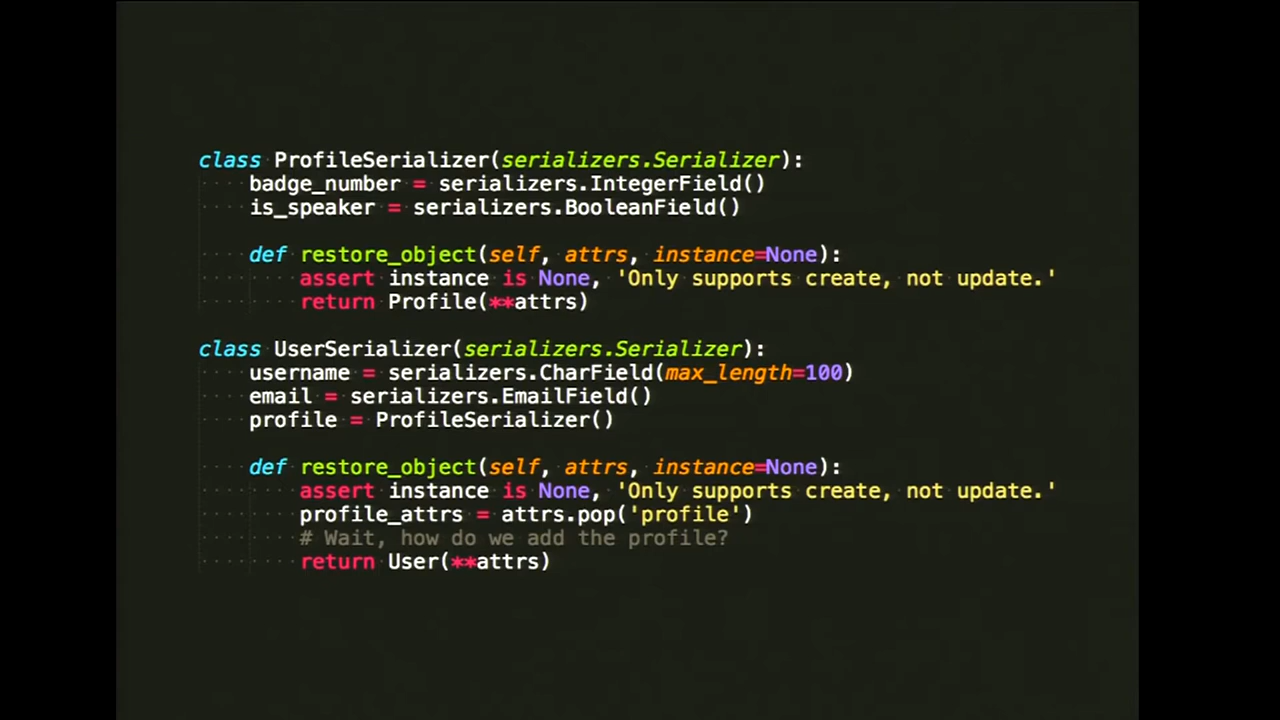 class ProfileSerializer(serializers.Serializer):
    badge_number = serializers.IntegerField()
    is_speaker = serializers.BooleanField()
    def restore_object(self, attrs, instance=None):
        assert instance is None, 'Only supports create, not update.'
        return Profile(**attrs)
class UserSerializer(serializers.Serializer):
    username = serializers.CharField(max_length=100)
    email = serializers.EmailField()
    profile = ProfileSerializer()
    def restore_object(self, attrs, instance=None):
        assert instance is None, 'Only supports create, not update.'
        profile_attrs = attrs.pop('profile')
        # Wait, how do we add the profile?
        return User(**attrs)